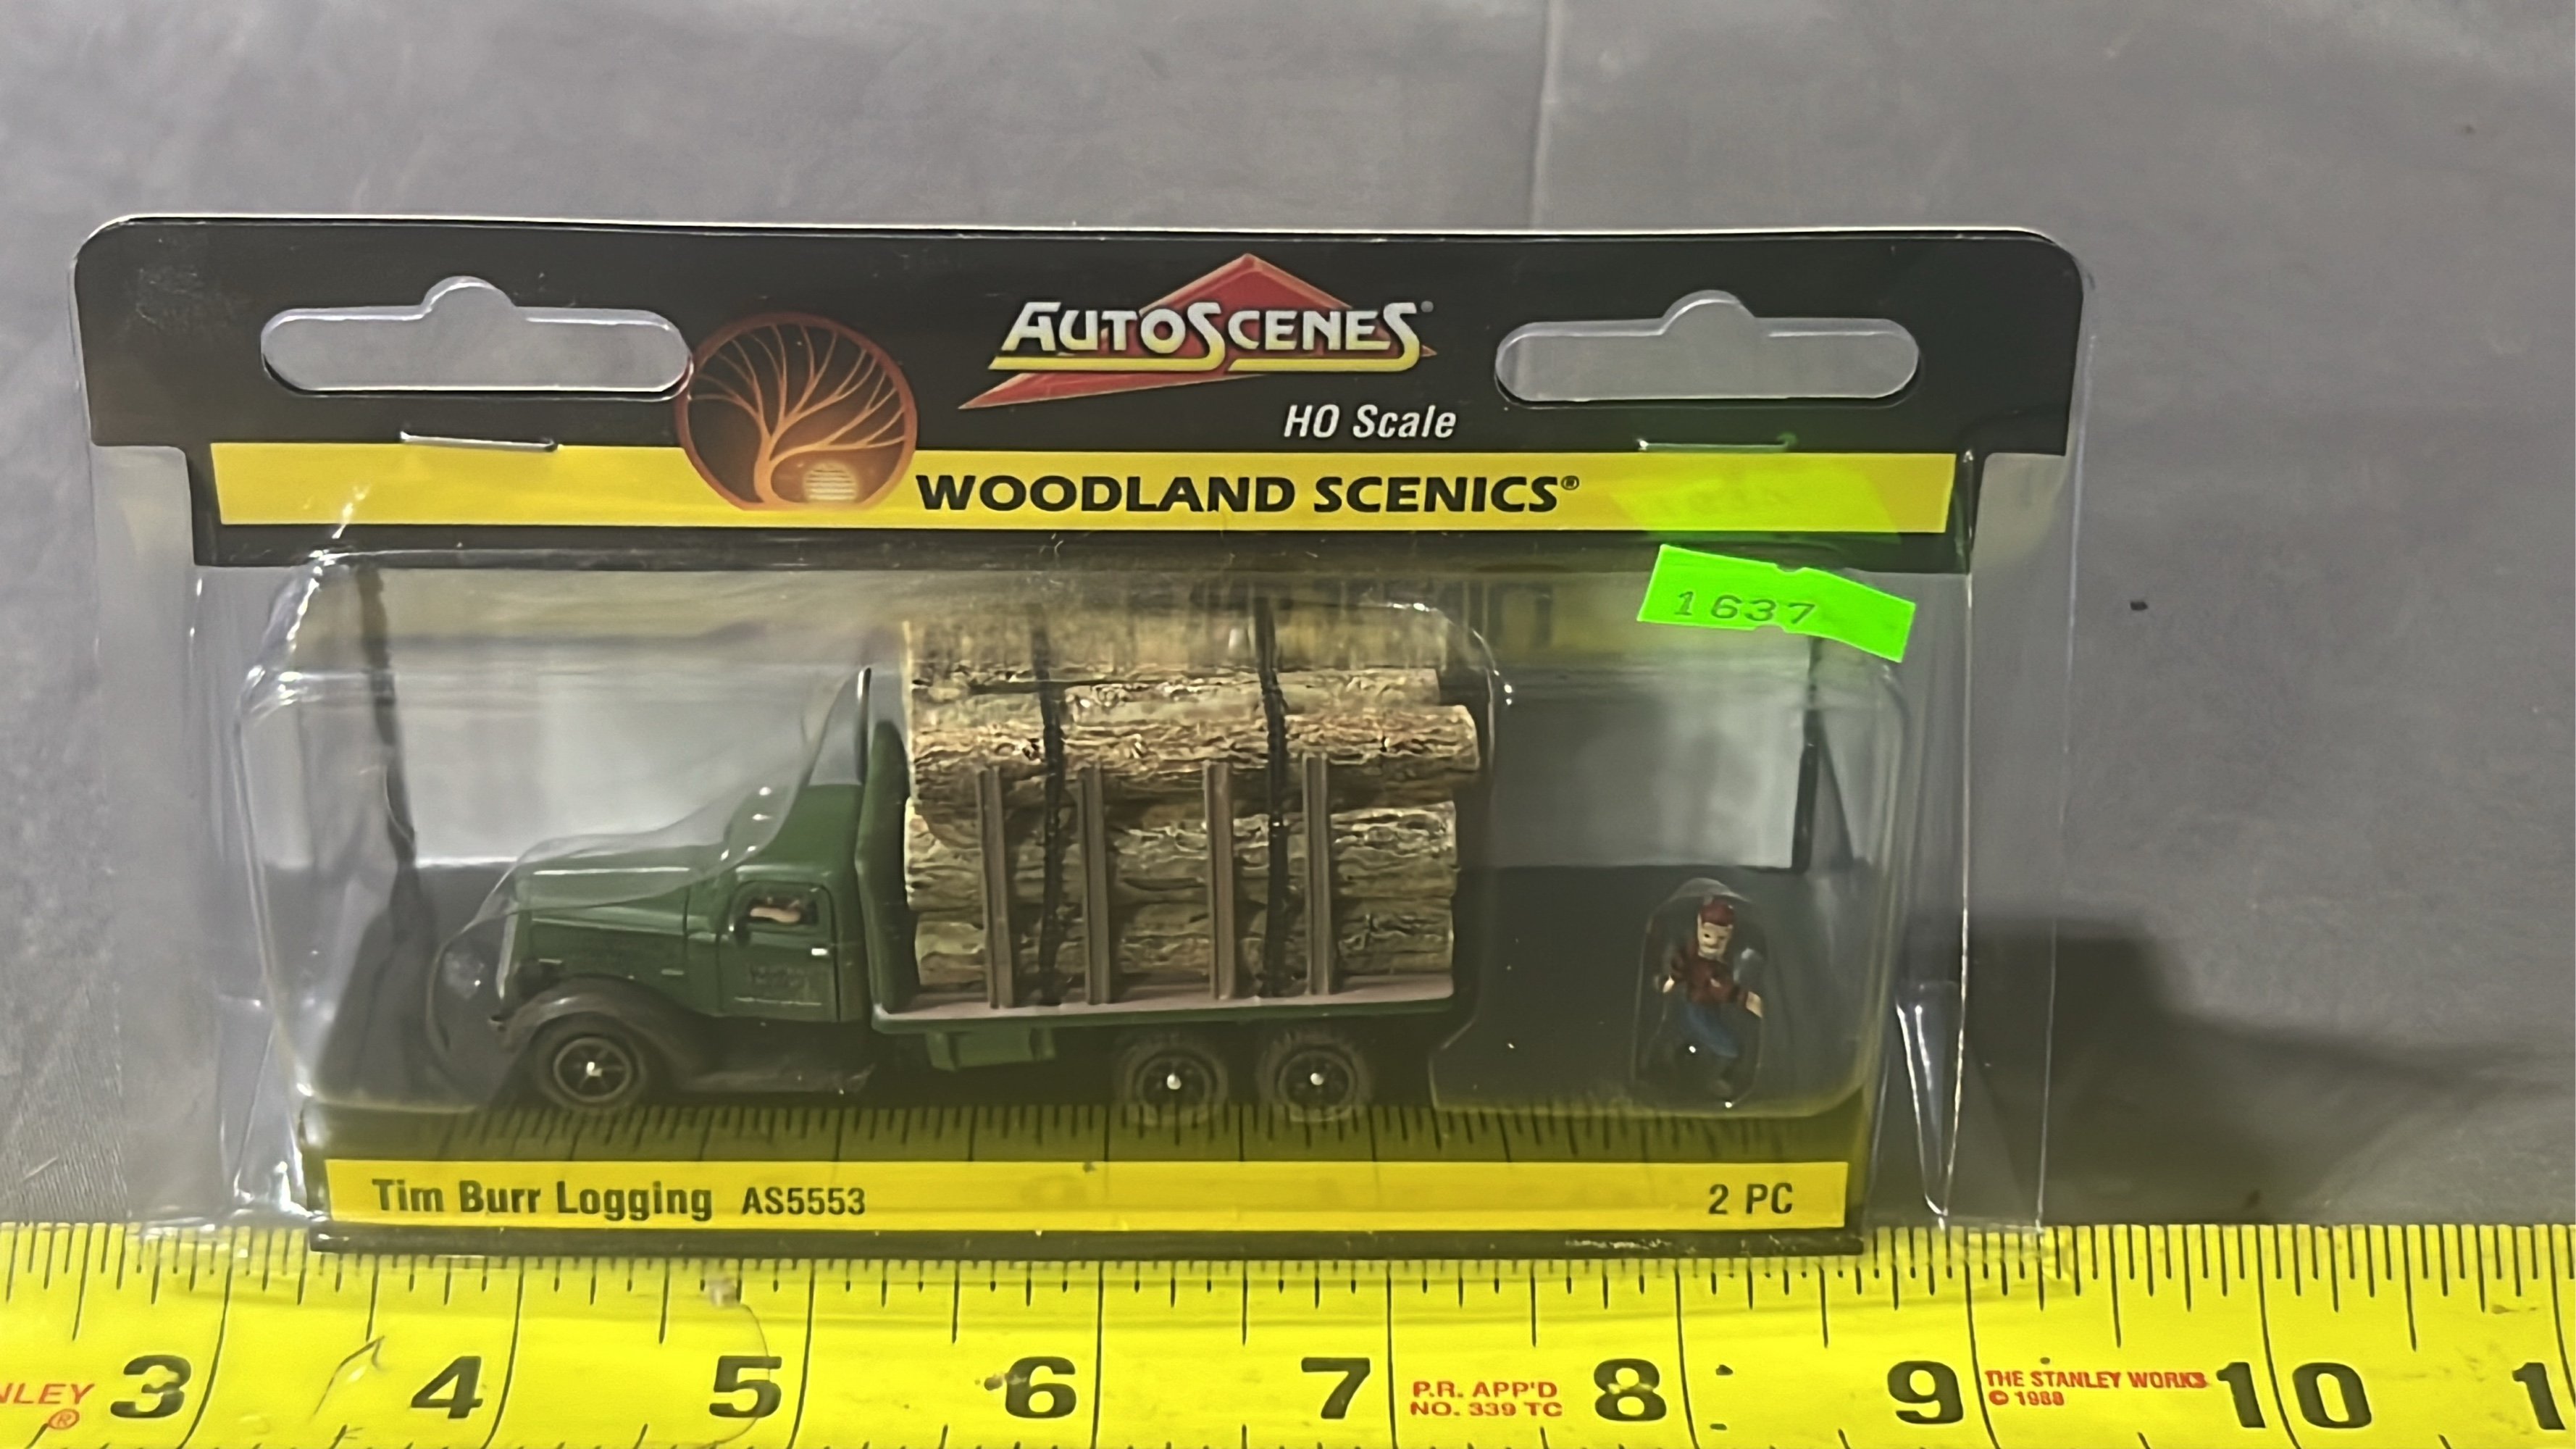 AUTOSCENES®
HO Scale
WOODLAND SCENICS®
1637
Tim Burr Logging AS5553
2 PC
3 4 5 6 7 8 9 10 1
NLEY
®
P.R. APP'D
NO. 339 TC
THE STANLEY WORKS
© 1988